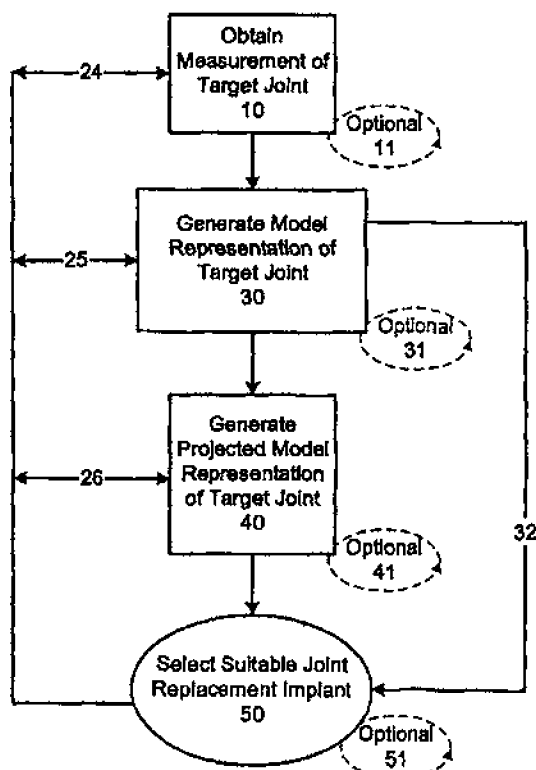 Obtain
Measurement of
Target Joint
10
24
Optional
11
Generate Model
Representation of
Target Joint
30
25
Optional
31
Generate
Projected Model
Representation
of Target Joint
40
26
Optional
41
32
Select Suitable Joint
Replacement Implant
50
Optional
51